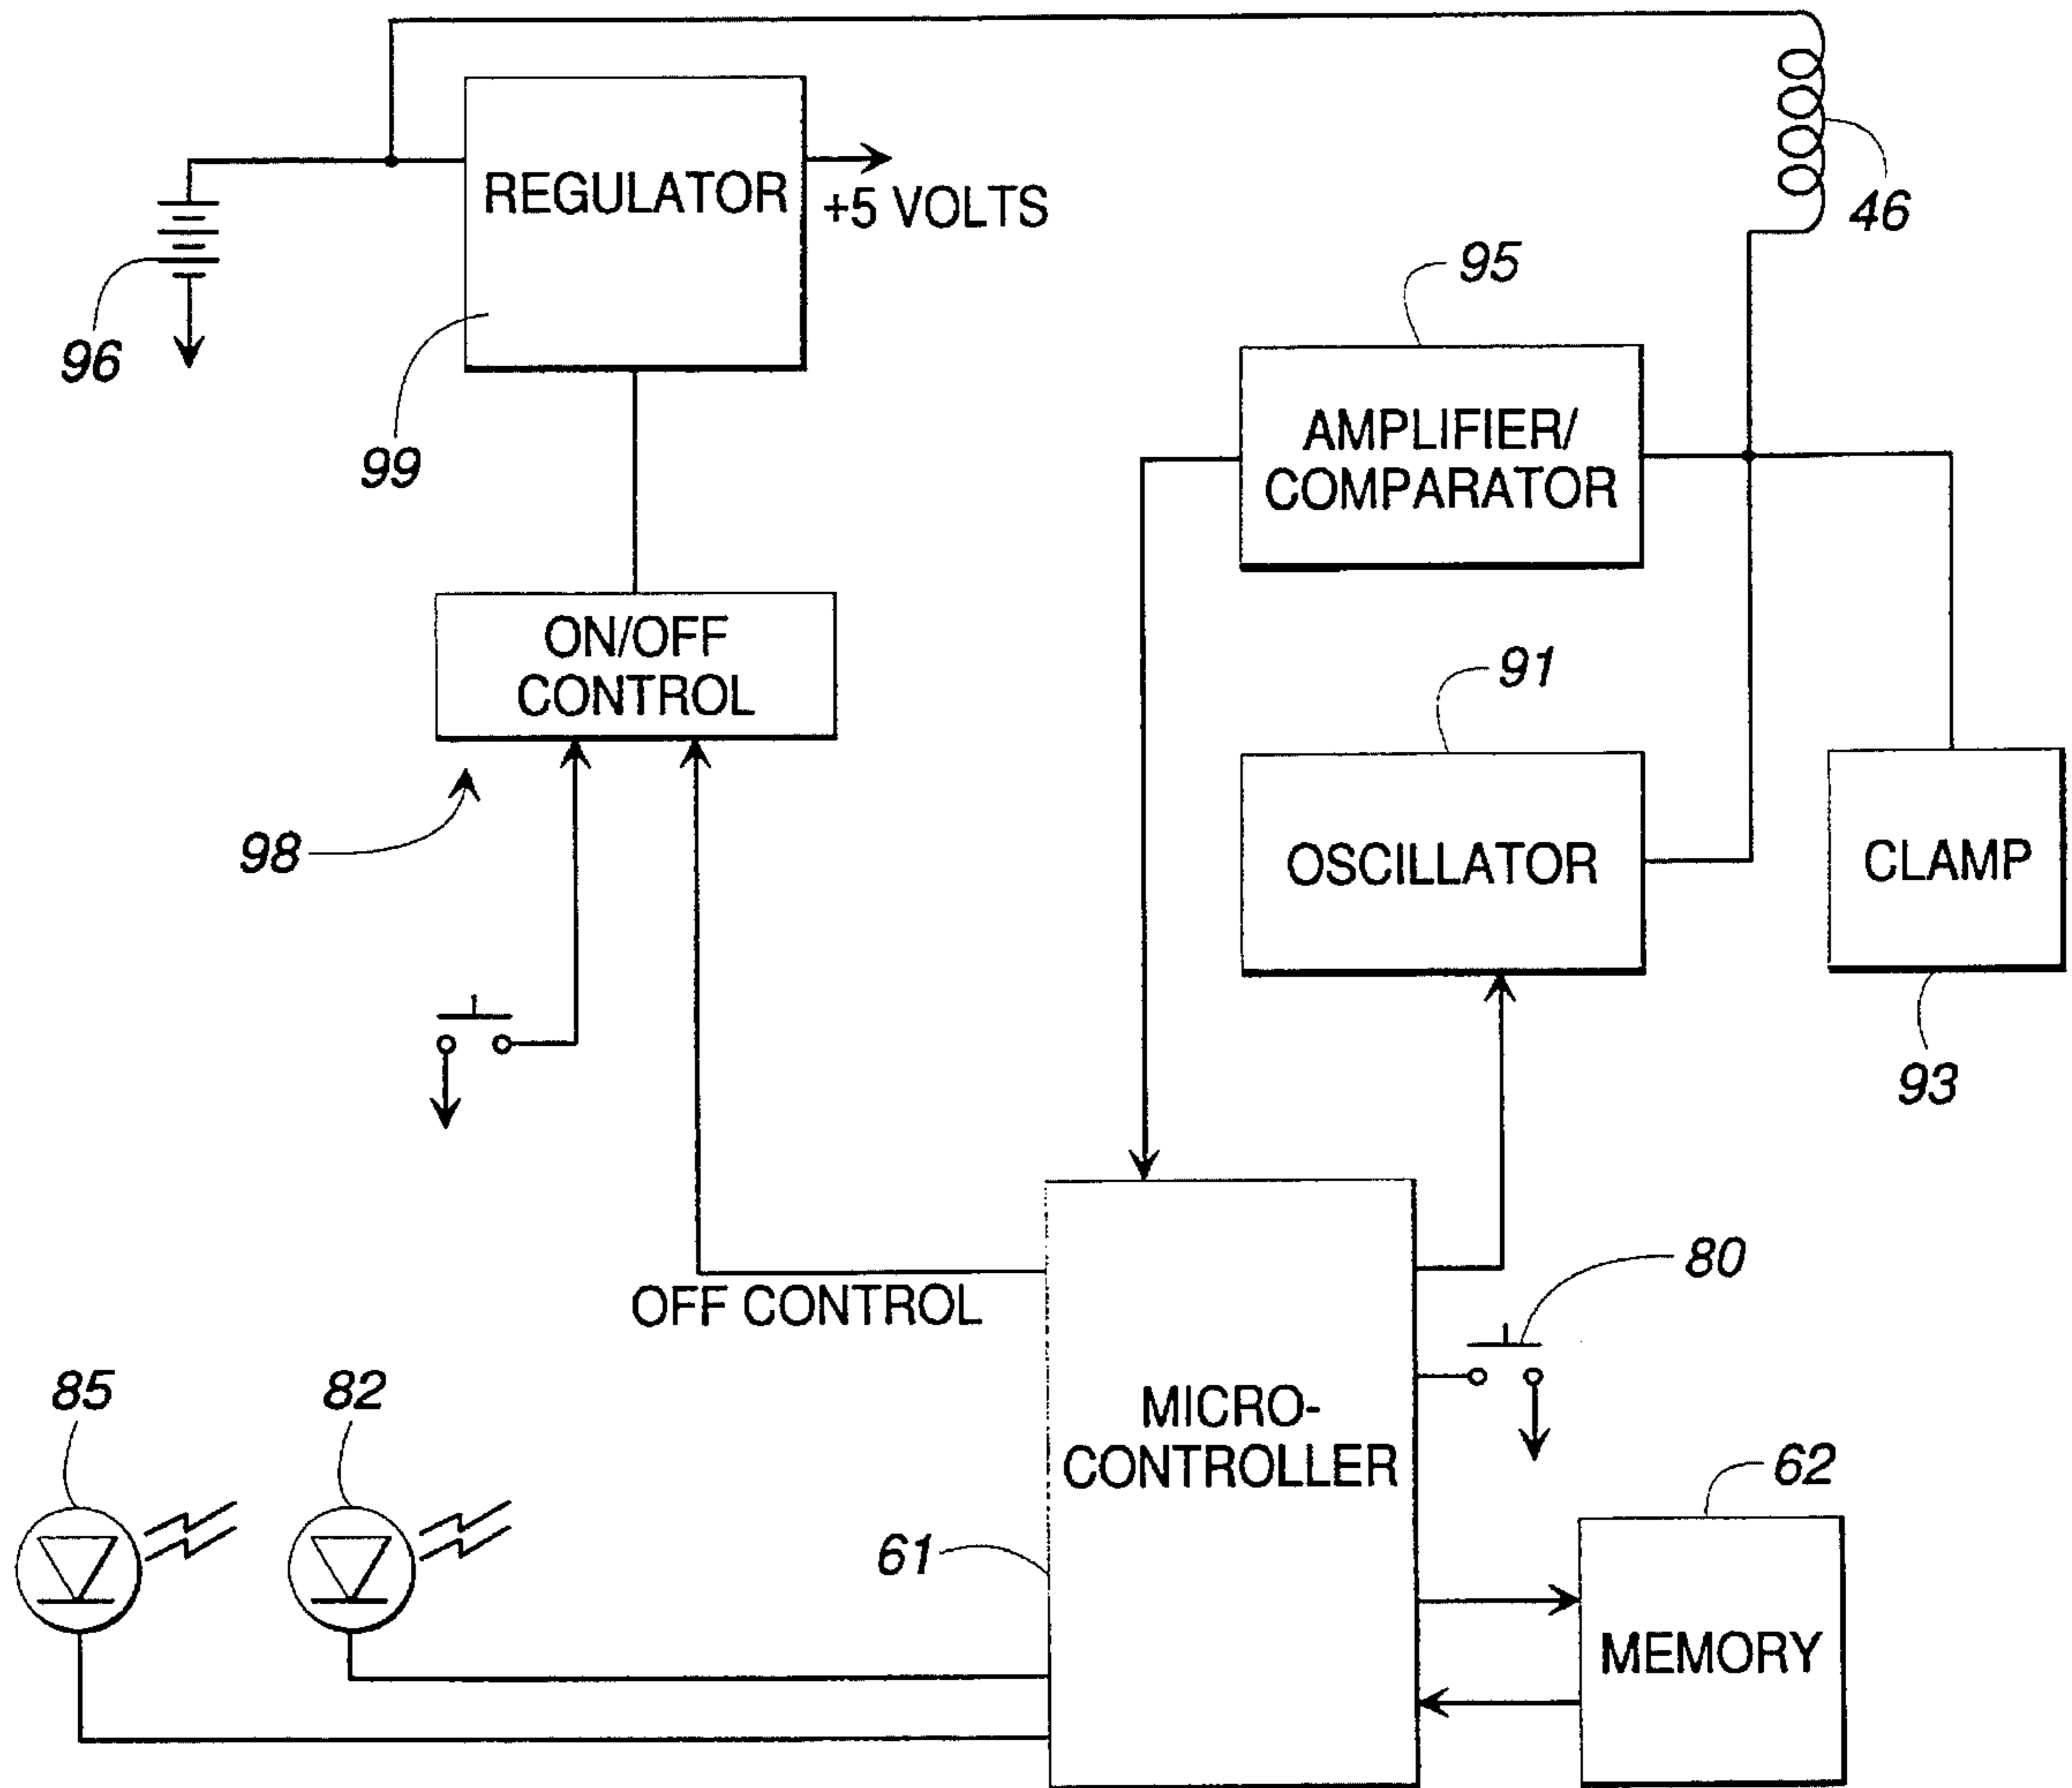 REGULATOR
+5 VOLTS
46
95
96
99
AMPLIFIER/
COMPARATOR
ON/OFF
CONTROL
91
98
OSCILLATOR
CLAMP
93
OFF CONTROL
80
85
82
MICRO-
CONTROLLER
62
61
MEMORY